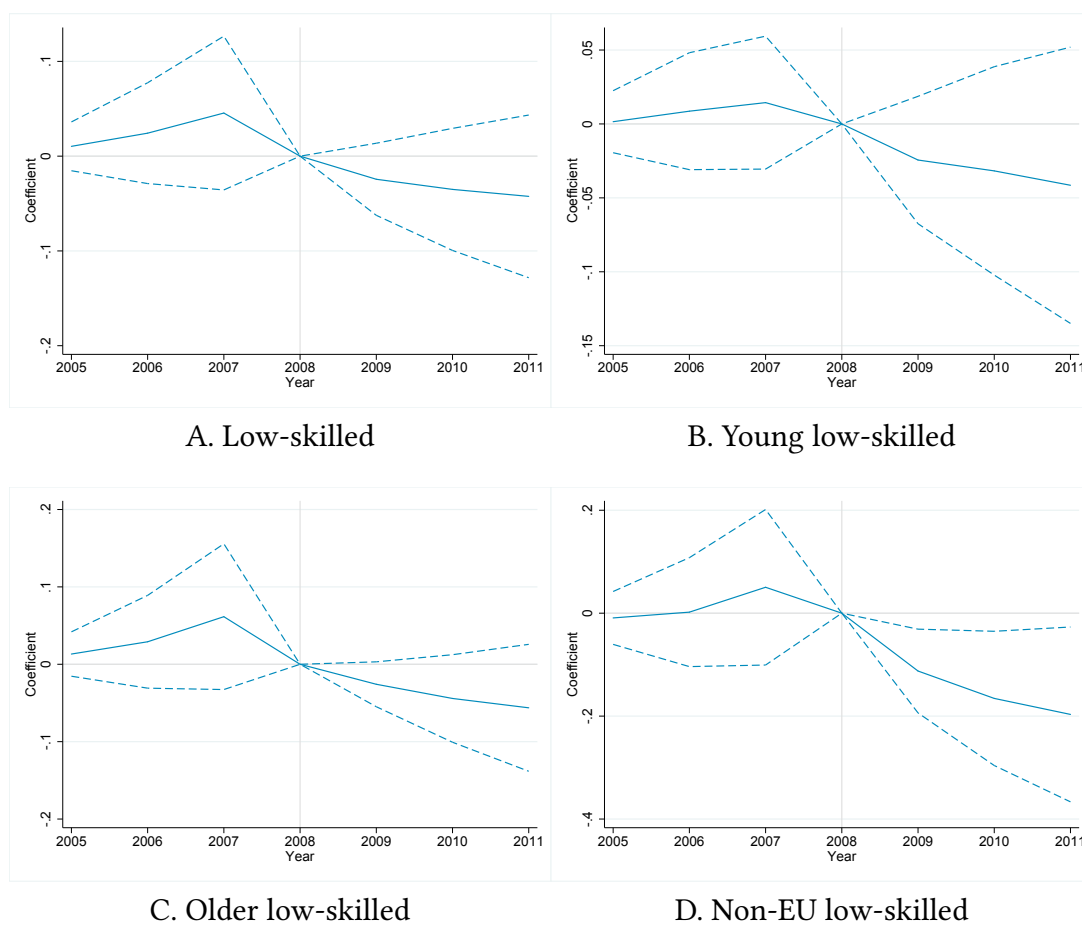 .1
0
-.1
-.2
Coefficient
2005 2006 2007 2008 2009 2010 2011
Year
A. Low-skilled
.05
0
-.05
-.1
-.15
Coefficient
2005 2006 2007 2008 2009 2010 2011
Year
B. Young low-skilled
.2
.1
0
-.1
-.2
Coefficient
2005 2006 2007 2008 2009 2010 2011
Year
C. Older low-skilled
.2
0
-.2
-.4
Coefficient
2005 2006 2007 2008 2009 2010 2011
Year
D. Non-EU low-skilled